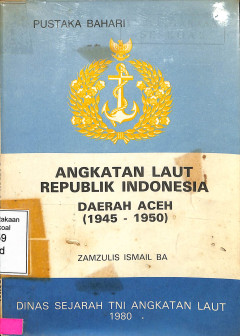 PUSTAKA BAHARI
ANGKATAN LAUT
REPUBLIK INDONESIA
DAERAH ACEH
(1945 - 1950)
takaan
ZAMZULIS ISMAIL BA
DINAS SEJARAH TNI ANGKATAN LAUT
1980